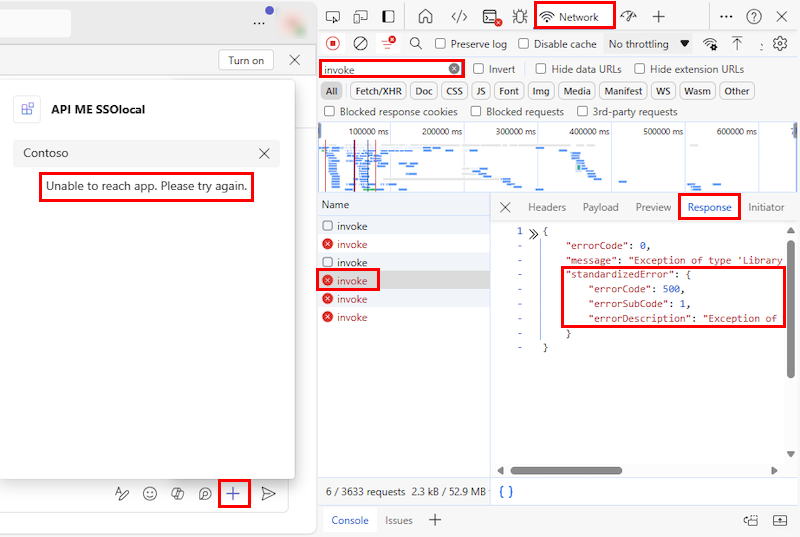 Turn on
API ME SSOlocal
Contoso
Unable to reach app. Please try again.
Network
Preserve log
Disable cache
No throttling
invoke
Invert
Hide data URLs
Hide extension URLs
All
Fetch/XHR
Doc
CSS
JS
Font
Img
Media
Manifest
WS
Wasm
Other
Blocked response cookies
Blocked requests
3rd-party requests
100000 ms
200000 ms
300000 ms
400000 ms
500000 ms
600000 m
Name
Headers
Payload
Preview
Response
Initiator
invoke
invoke
invoke
invoke
invoke
invoke
1 {
- "errorCode": 0,
- "message": "Exception of type 'Library
- "standardizedError": {
- "errorCode": 500,
- "errorSubCode": 1,
- "errorDescription": "Exception of
- }
- }
6 / 3633 requests
2.3 kB / 52.9 MB
{ }
Console
Issues